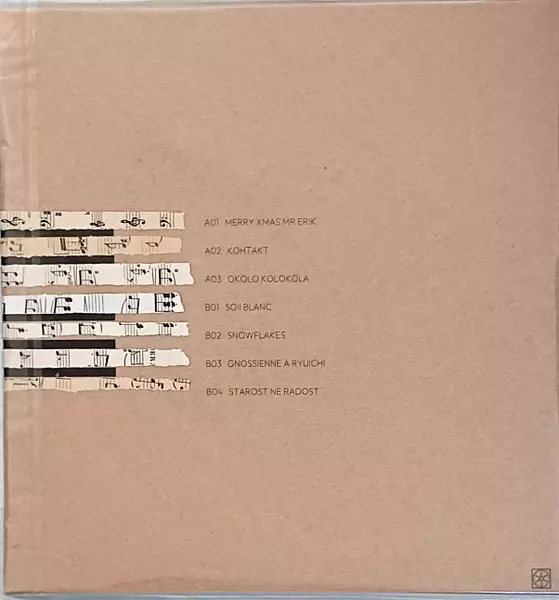 A01 MERRY XMAS MR ERIK
A02 KOHTAKT
A03 OKOLO KOLOKOLA
B01 SOII BLANC
B02 SNOWFLAKES
B03 GNOSSIENNE À RYUICHI
B04 STAROST NE RADOST